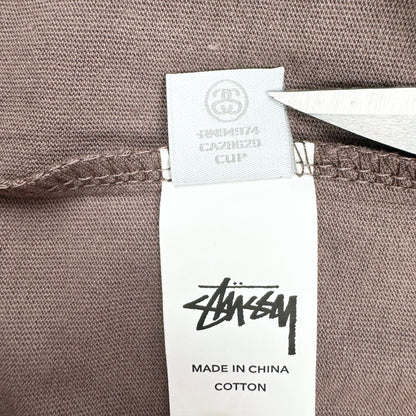 RN94974
CA28629
CUP
STÜSSY
MADE IN CHINA
COTTON